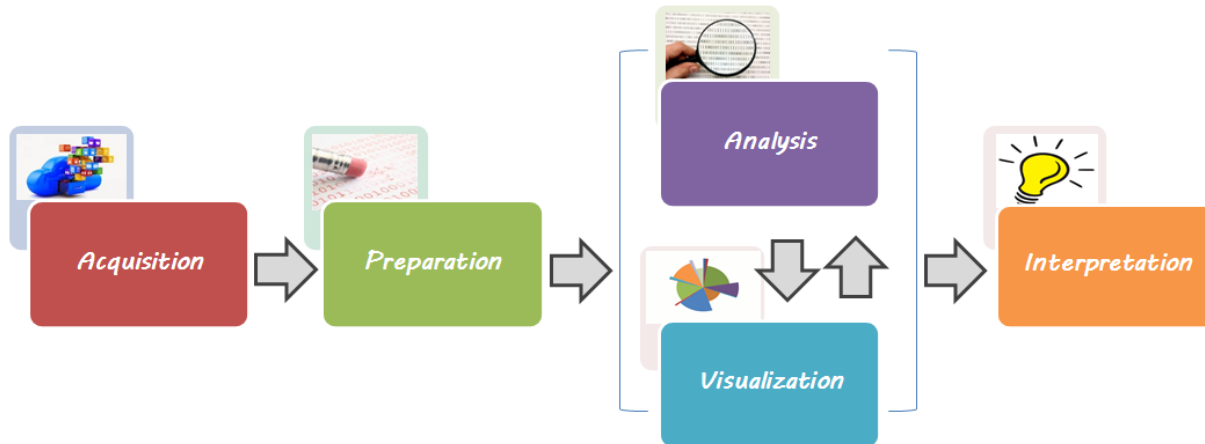 Acquisition
Preparation
Analysis
Visualization
Interpretation